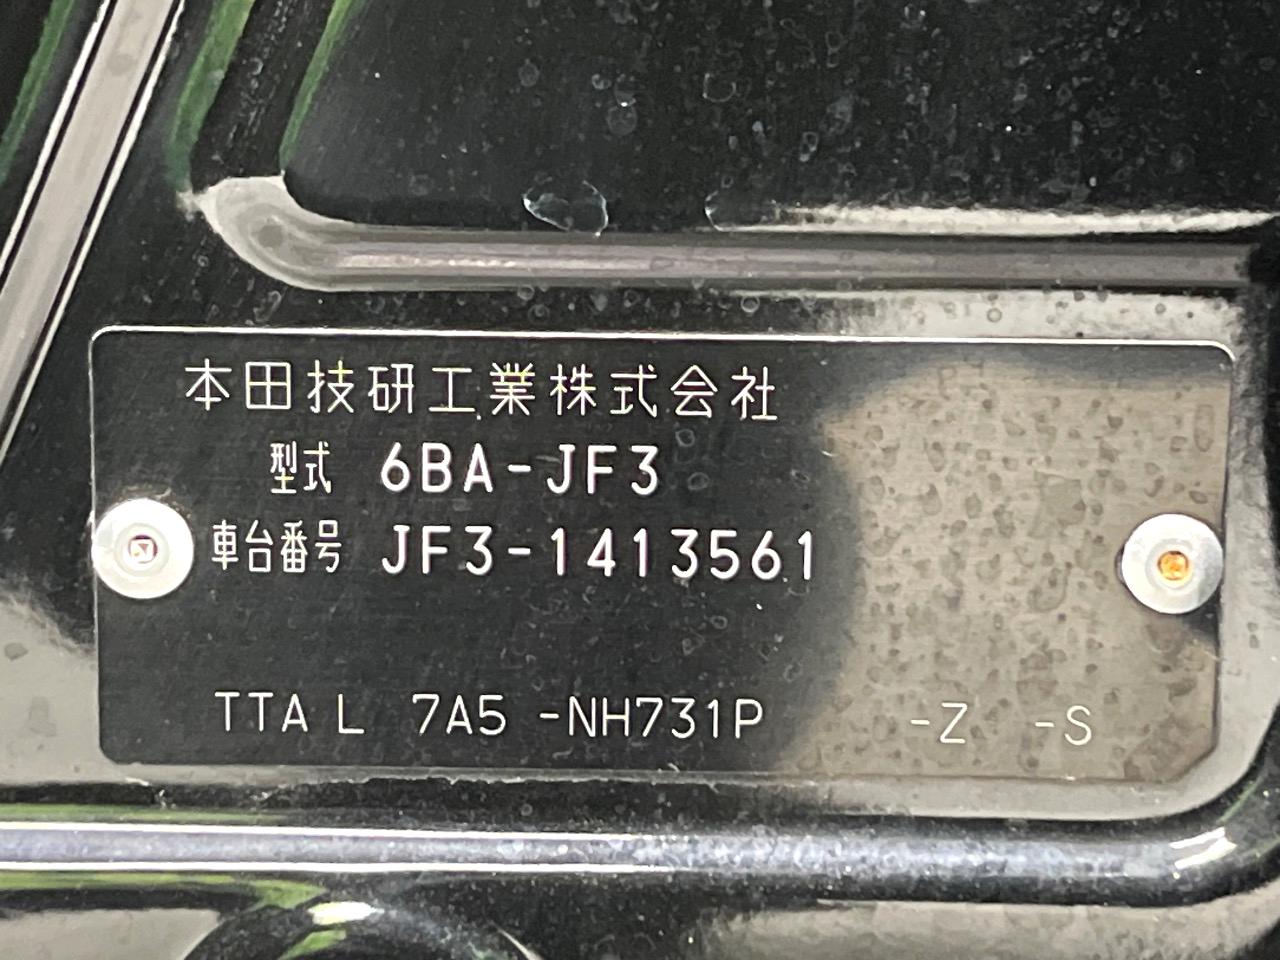 本田技研工業株式会社
型式 6BA-JF3
車台番号 JF3-1413561
TTA L 7A5 -NH731P -Z -S